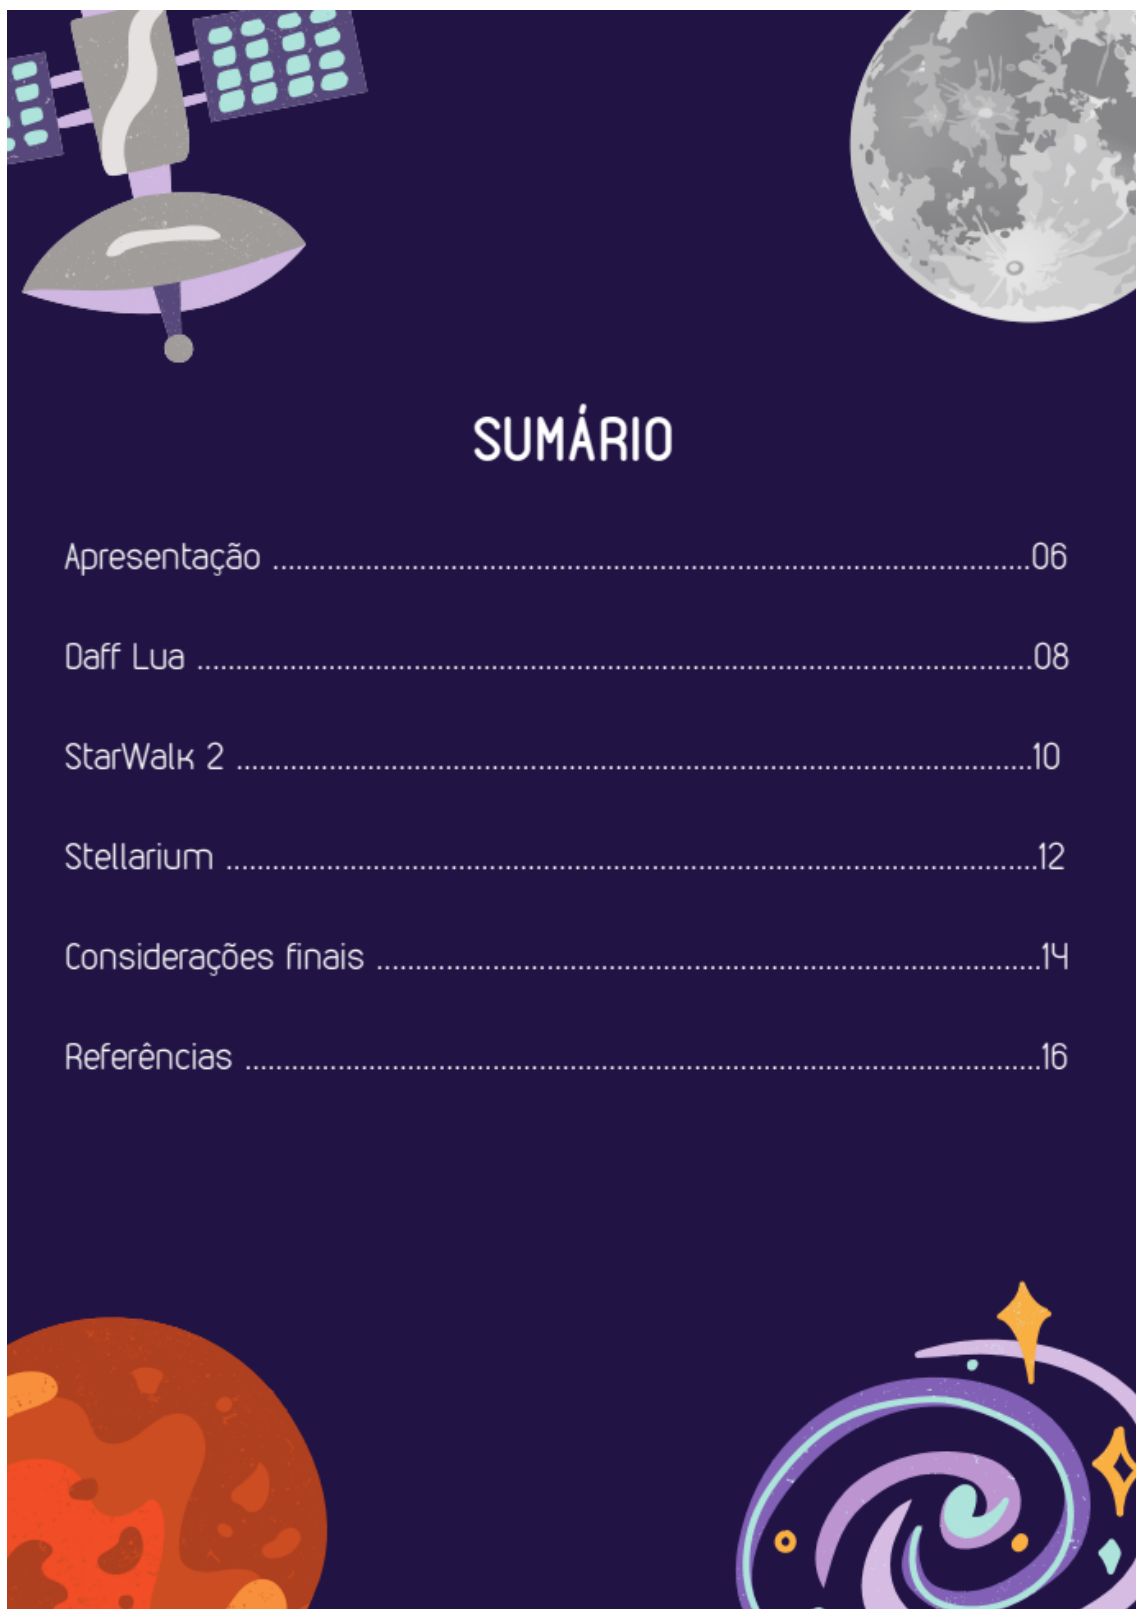 SUMÁRIO
Apresentação ..................................................................................................06
Daff Lua ............................................................................................................08
StarWalk 2 .......................................................................................................10
Stellarium .........................................................................................................12
Considerações finais ......................................................................................14
Referências .......................................................................................................16